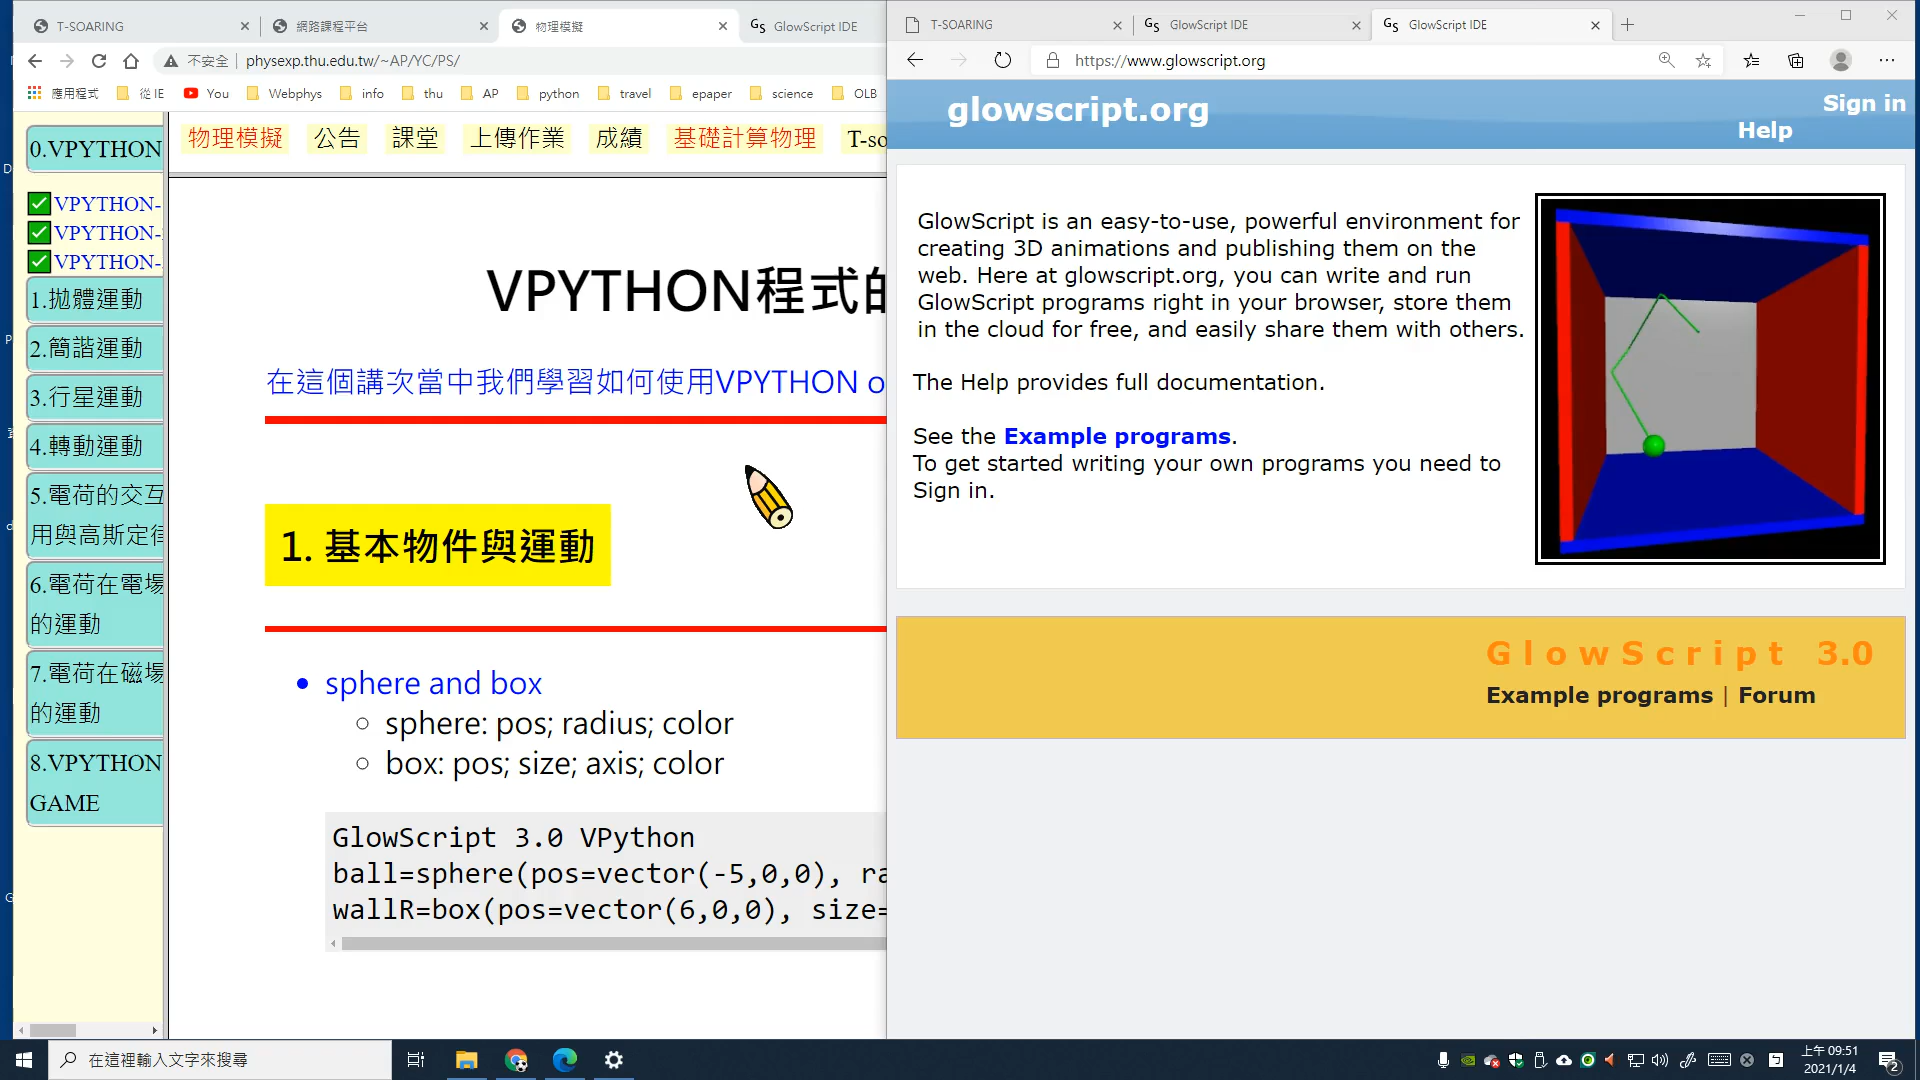 T-SOARING
網路課程平台
物理模擬
GlowScript IDE
不安全 physexp.thu.edu.tw/~AP/YC/PS/
應用程式 從 IE You Webphys info thu AP python travel epaper science OLB
0.VPYTHON
VPYTHON-
VPYTHON-
VPYTHON-
1.拋體運動
2.簡諧運動
3.行星運動
4.轉動運動
5.電荷的交互
用與高斯定律
6.電荷在電場
的運動
7.電荷在磁場
的運動
8.VPYTHON
GAME
物理模擬 公告 課堂 上傳作業 成績 基礎計算物理 T-so
VPYTHON程式的
在這個講次當中我們學習如何使用VPYTHON o
1. 基本物件與運動
sphere and box
sphere: pos; radius; color
box: pos; size; axis; color
GlowScript 3.0 VPython
ball=sphere(pos=vector(-5,0,0), ra
wallR=box(pos=vector(6,0,0), size=
T-SOARING
GS GlowScript IDE
GS GlowScript IDE
https://www.glowscript.org
glowscript.org
Sign in
Help
GlowScript is an easy-to-use, powerful environment for
creating 3D animations and publishing them on the
web. Here at glowscript.org, you can write and run
GlowScript programs right in your browser, store them
in the cloud for free, and easily share them with others.
The Help provides full documentation.
See the Example programs.
To get started writing your own programs you need to
Sign in.
GlowScript 3.0
Example programs | Forum
在這裡輸入文字來搜尋
上午 09:51
2021/1/4
2